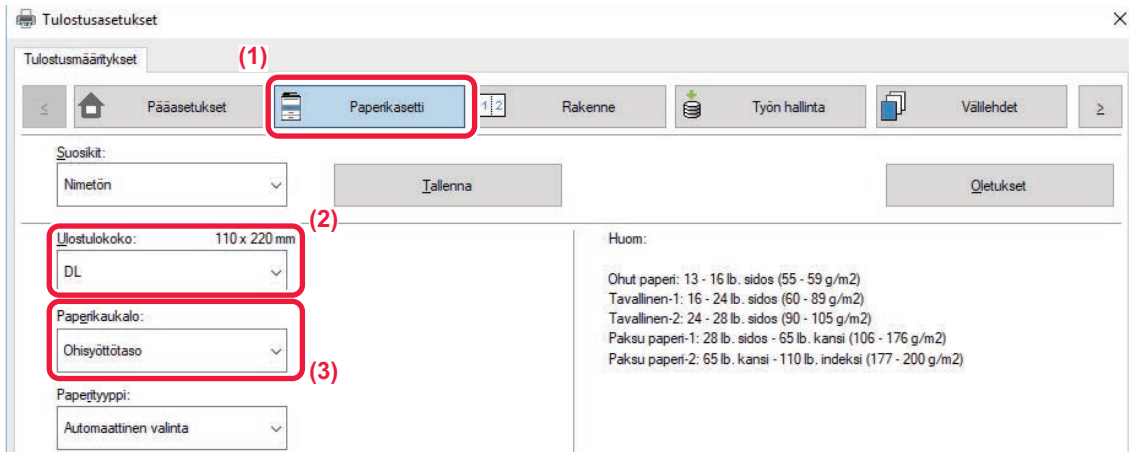 Tulostusasetukset
Tulostusmääritykset
(1)
≤ Pääasetukset Paperikasetti 1 2 Rakenne Työn hallinta Välilehdet ≥
Suosikit:
Nimetön Tallenna Oletukset
(2)
Ulostulokoko: 110 x 220 mm
DL
Paperikaukalo:
Ohisyöttötaso
(3)
Paperityyppi:
Automaattinen valinta
Huom:
Ohut paperi: 13 - 16 lb. sidos (55 - 59 g/m2)
Tavallinen-1: 16 - 24 lb. sidos (60 - 89 g/m2)
Tavallinen-2: 24 - 28 lb. sidos (90 - 105 g/m2)
Paksu paperi-1: 28 lb. sidos - 65 lb. kansi (106 - 176 g/m2)
Paksu paperi-2: 65 lb. kansi - 110 lb. indeksi (177 - 200 g/m2)